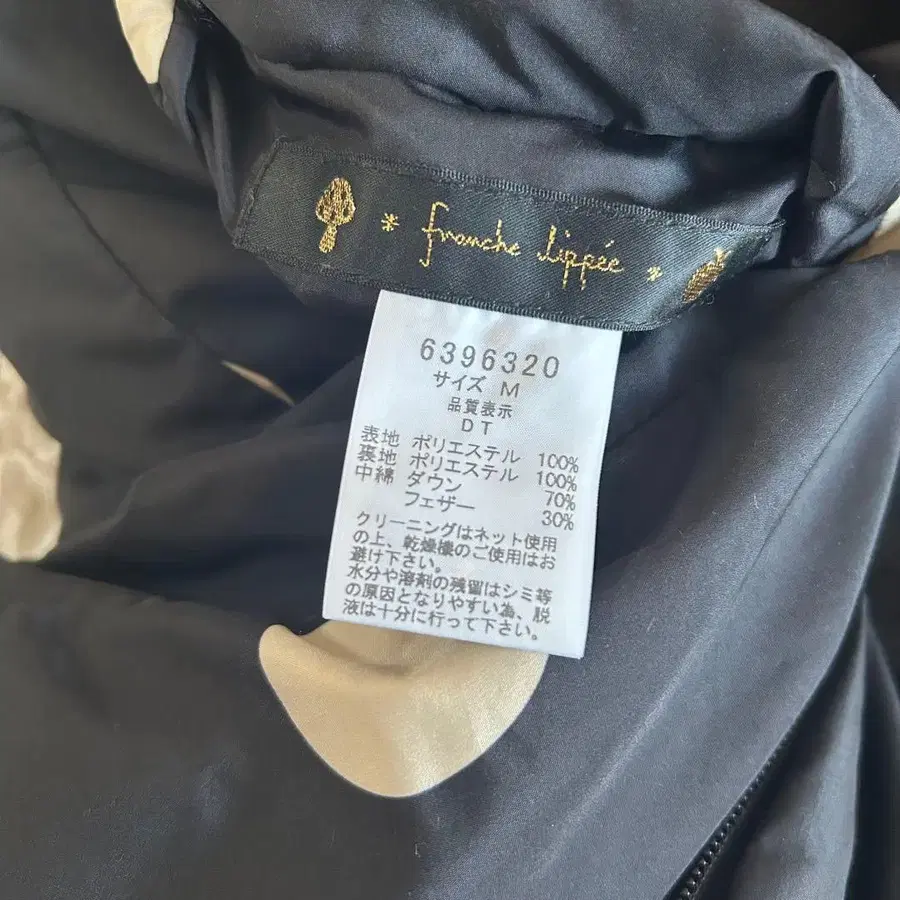 * franche lippée *
6396320
サイズ M
品質表示
DT
表地 ポリエステル 100%
裏地 ポリエステル 100%
中綿 ダウン 70%
フェザー 30%
クリーニングはネット使用
の上、乾燥機のご使用はお
避け下さい。
水分や溶剤の残留はシミ等
の原因となりやすい為、脱
液は十分に行って下さい。